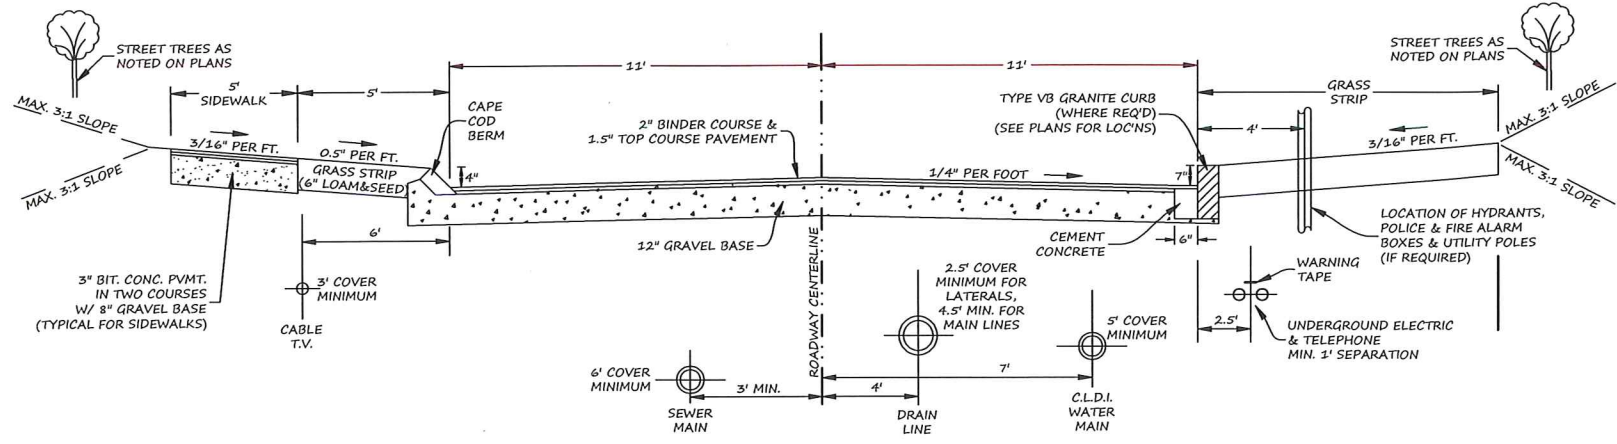 STREET TREES AS
NOTED ON PLANS
MAX. 3:1 SLOPE
MAX. 3:1 SLOPE
5'
SIDEWALK
5'
3/16" PER FT.
0.5" PER FT.
GRASS STRIP
(6" LOAM&SEED)
CAPE
COD
BERM
4"
6'
3" BIT. CONC. PVMT.
IN TWO COURSES
W/ 8" GRAVEL BASE
(TYPICAL FOR SIDEWALKS)
3' COVER
MINIMUM
CABLE
T.V.
11'
11'
2" BINDER COURSE &
1.5" TOP COURSE PAVEMENT
1/4" PER FOOT
12" GRAVEL BASE
ROADWAY CENTERLINE
6' COVER
MINIMUM
SEWER
MAIN
3' MIN.
2.5' COVER
MINIMUM FOR
LATERALS,
4.5' MIN. FOR
MAIN LINES
4'
DRAIN
LINE
7'
5' COVER
MINIMUM
C.L.D.I.
WATER
MAIN
TYPE VB GRANITE CURB
(WHERE REQ'D)
(SEE PLANS FOR LOC'NS)
7"
CEMENT
CONCRETE
6"
GRASS
STRIP
4'
3/16" PER FT.
STREET TREES AS
NOTED ON PLANS
MAX. 3:1 SLOPE
MAX. 3:1 SLOPE
LOCATION OF HYDRANTS,
POLICE & FIRE ALARM
BOXES & UTILITY POLES
(IF REQUIRED)
WARNING
TAPE
2.5'
UNDERGROUND ELECTRIC
& TELEPHONE
MIN. 1' SEPARATION